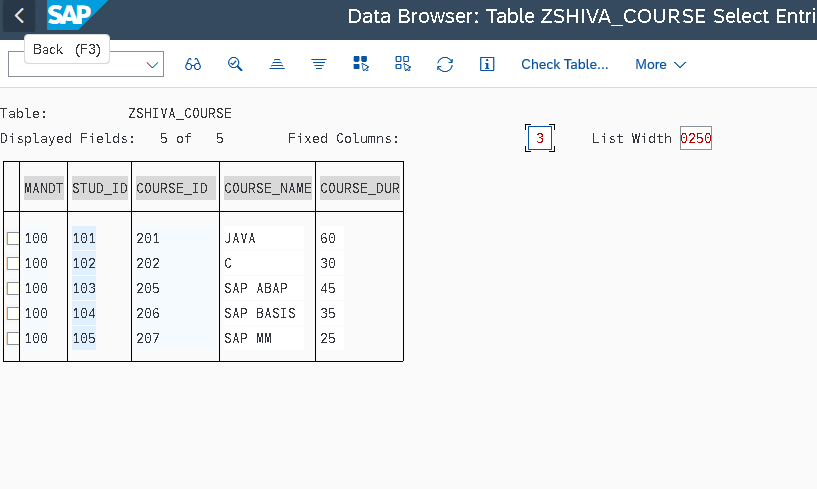 SAP
Data Browser: Table ZSHIVA_COURSE Select Entri
Back (F3)
Check Table...
More
Table: ZSHIVA_COURSE
Displayed Fields: 5 of 5 Fixed Columns: 3 List Width 0250
MANDT STUD_ID COURSE_ID COURSE_NAME COURSE_DUR
100 101 201 JAVA 60
100 102 202 C 30
100 103 205 SAP ABAP 45
100 104 206 SAP BASIS 35
100 105 207 SAP MM 25